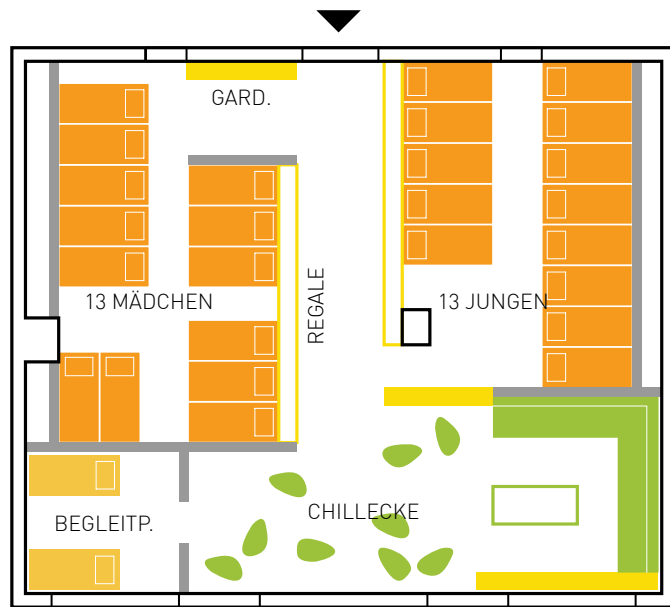 GARD.
REGALE
13 MÄDCHEN
13 JUNGEN
BEGLEITP.
CHILLECKE